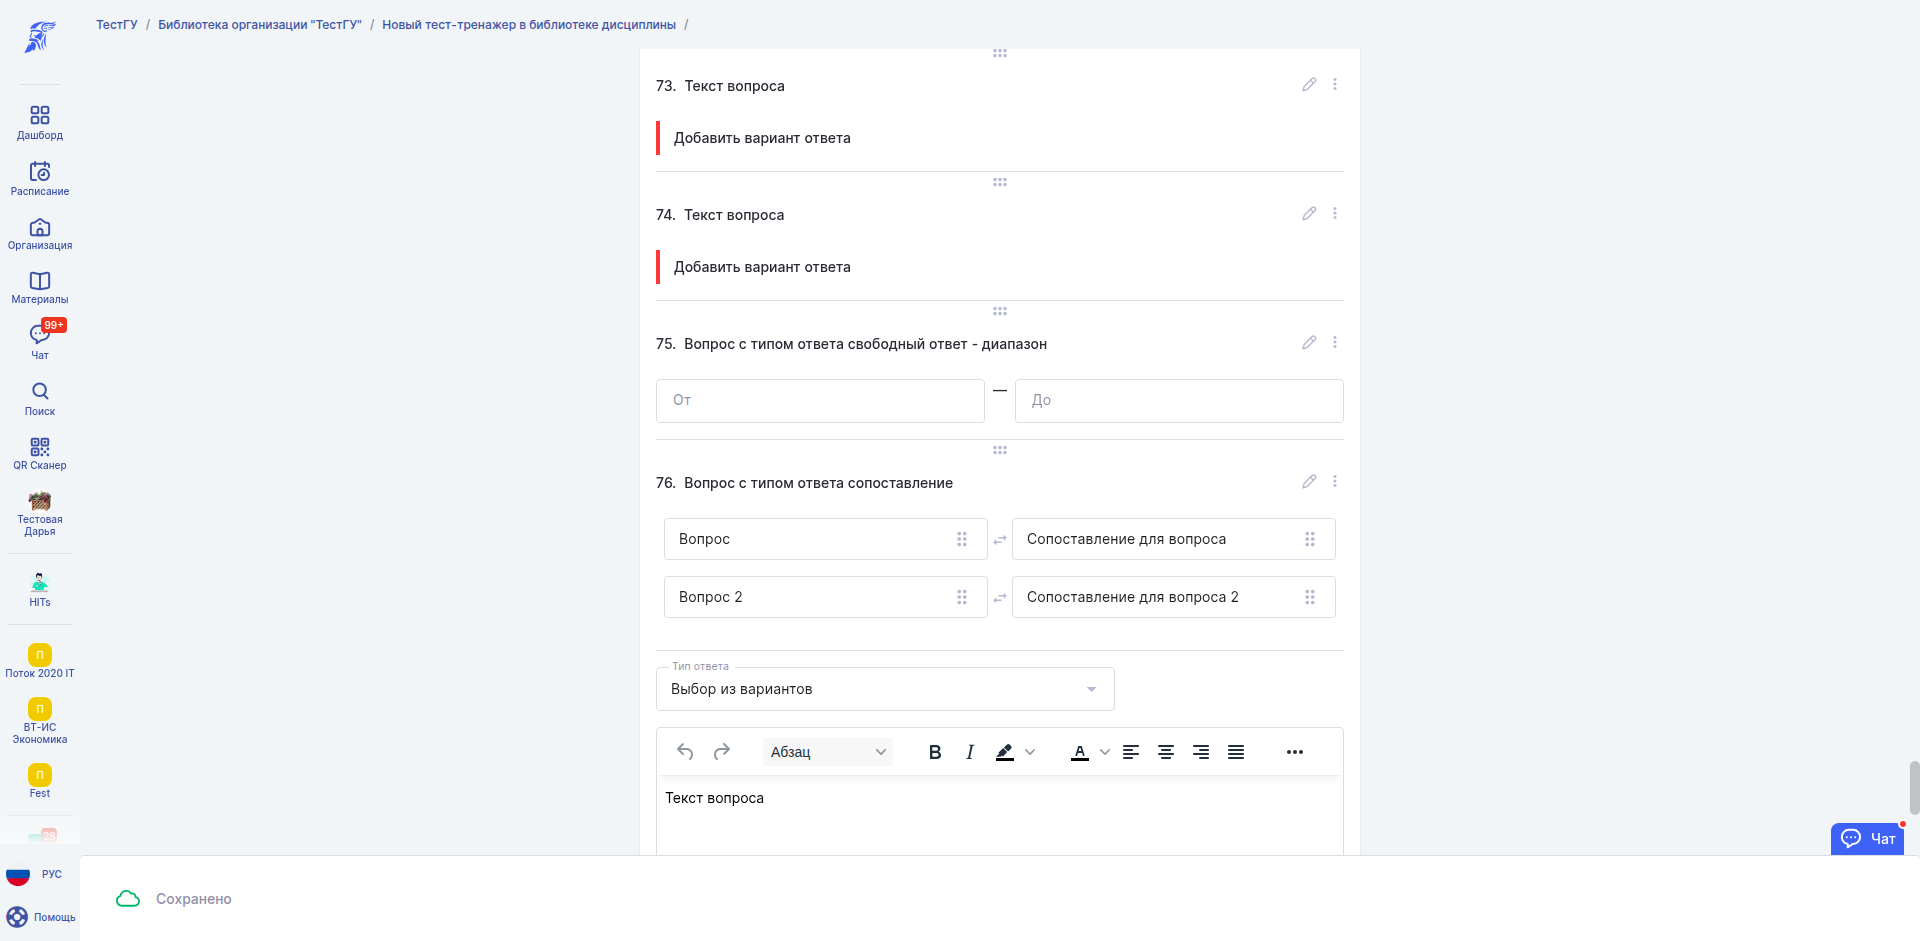 ТестГУ / Библиотека организации "ТестГУ" / Новый тест-тренажер в библиотеке дисциплины /
Дашборд
Расписание
Организация
Материалы
99+
Чат
Поиск
QR Сканер
Тестовая
Дарья
HITs
П
Поток 2020 IT
П
ВТ-ИС
Экономика
П
Fest
28
РУС
Помощь
73. Текст вопроса
Добавить вариант ответа
74. Текст вопроса
Добавить вариант ответа
75. Вопрос с типом ответа свободный ответ - диапазон
От — До
76. Вопрос с типом ответа сопоставление
Вопрос Сопоставление для вопроса
Вопрос 2 Сопоставление для вопроса 2
Тип ответа
Выбор из вариантов
Абзац B I A
Текст вопроса
Чат
Сохранено